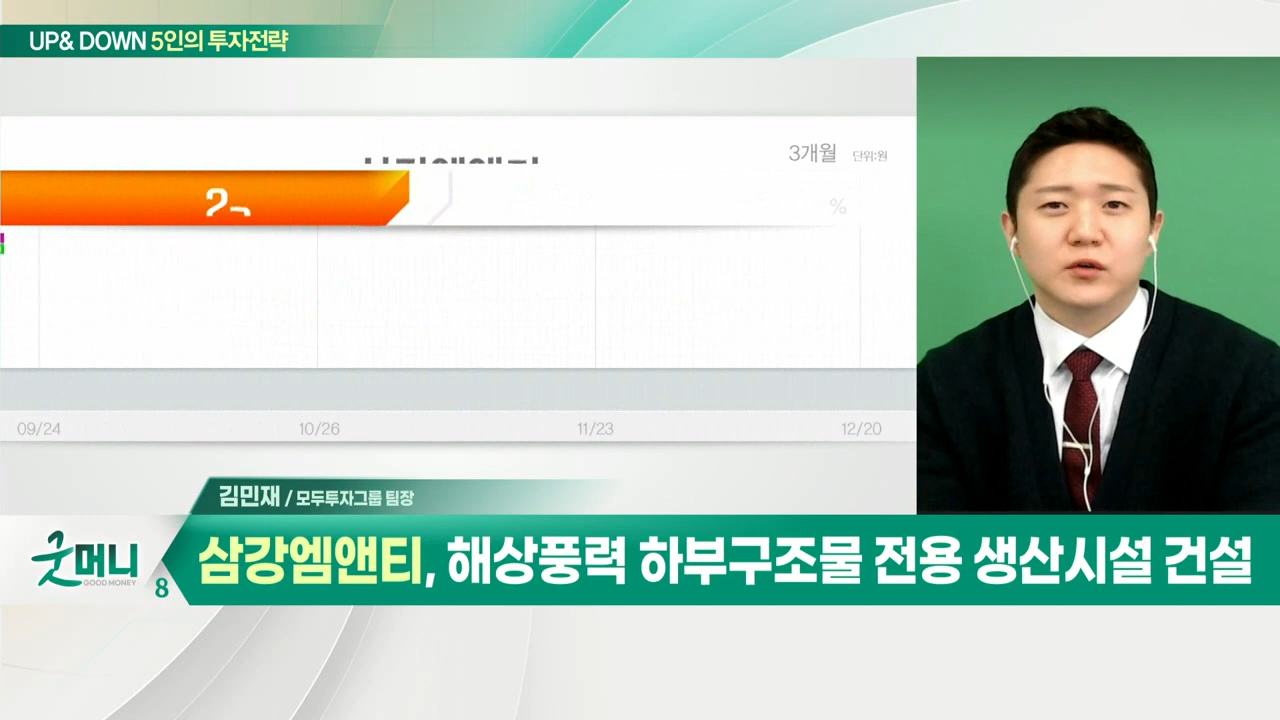 UP& DOWN 5인의 투자전략
3개월 단위:원
%
09/24 10/26 11/23 12/20
김민재 / 모두투자그룹 팀장
굿머니
GOOD MONEY
8
삼강엠앤티, 해상풍력 하부구조물 전용 생산시설 건설